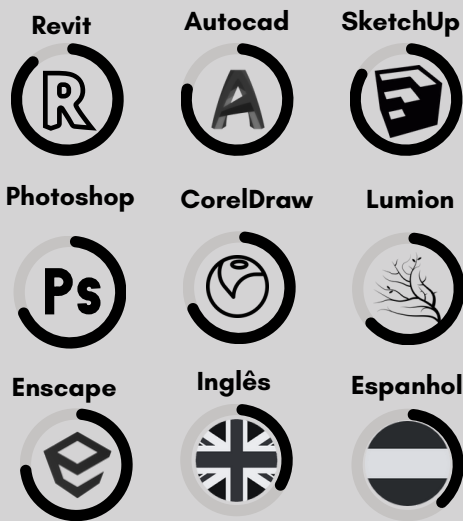 Revit
Autocad
SketchUp
R
A
Photoshop
CorelDraw
Lumion
Ps
Enscape
Inglês
Espanhol
e